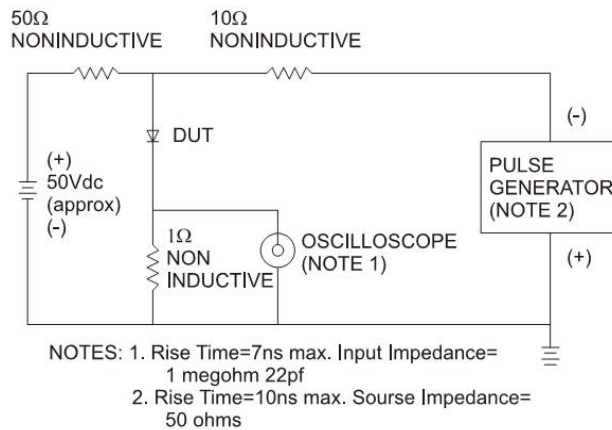 50Ω
NONINDUCTIVE
10Ω
NONINDUCTIVE
DUT
(+)
50Vdc
(approx)
(-)
1Ω
NON
INDUCTIVE
OSCILLOSCOPE
(NOTE 1)
(-)
PULSE
GENERATOR
(NOTE 2)
(+)
NOTES: 1. Rise Time=7ns max. Input Impedance=
1 megohm 22pf
2. Rise Time=10ns max. Sourse Impedance=
50 ohms